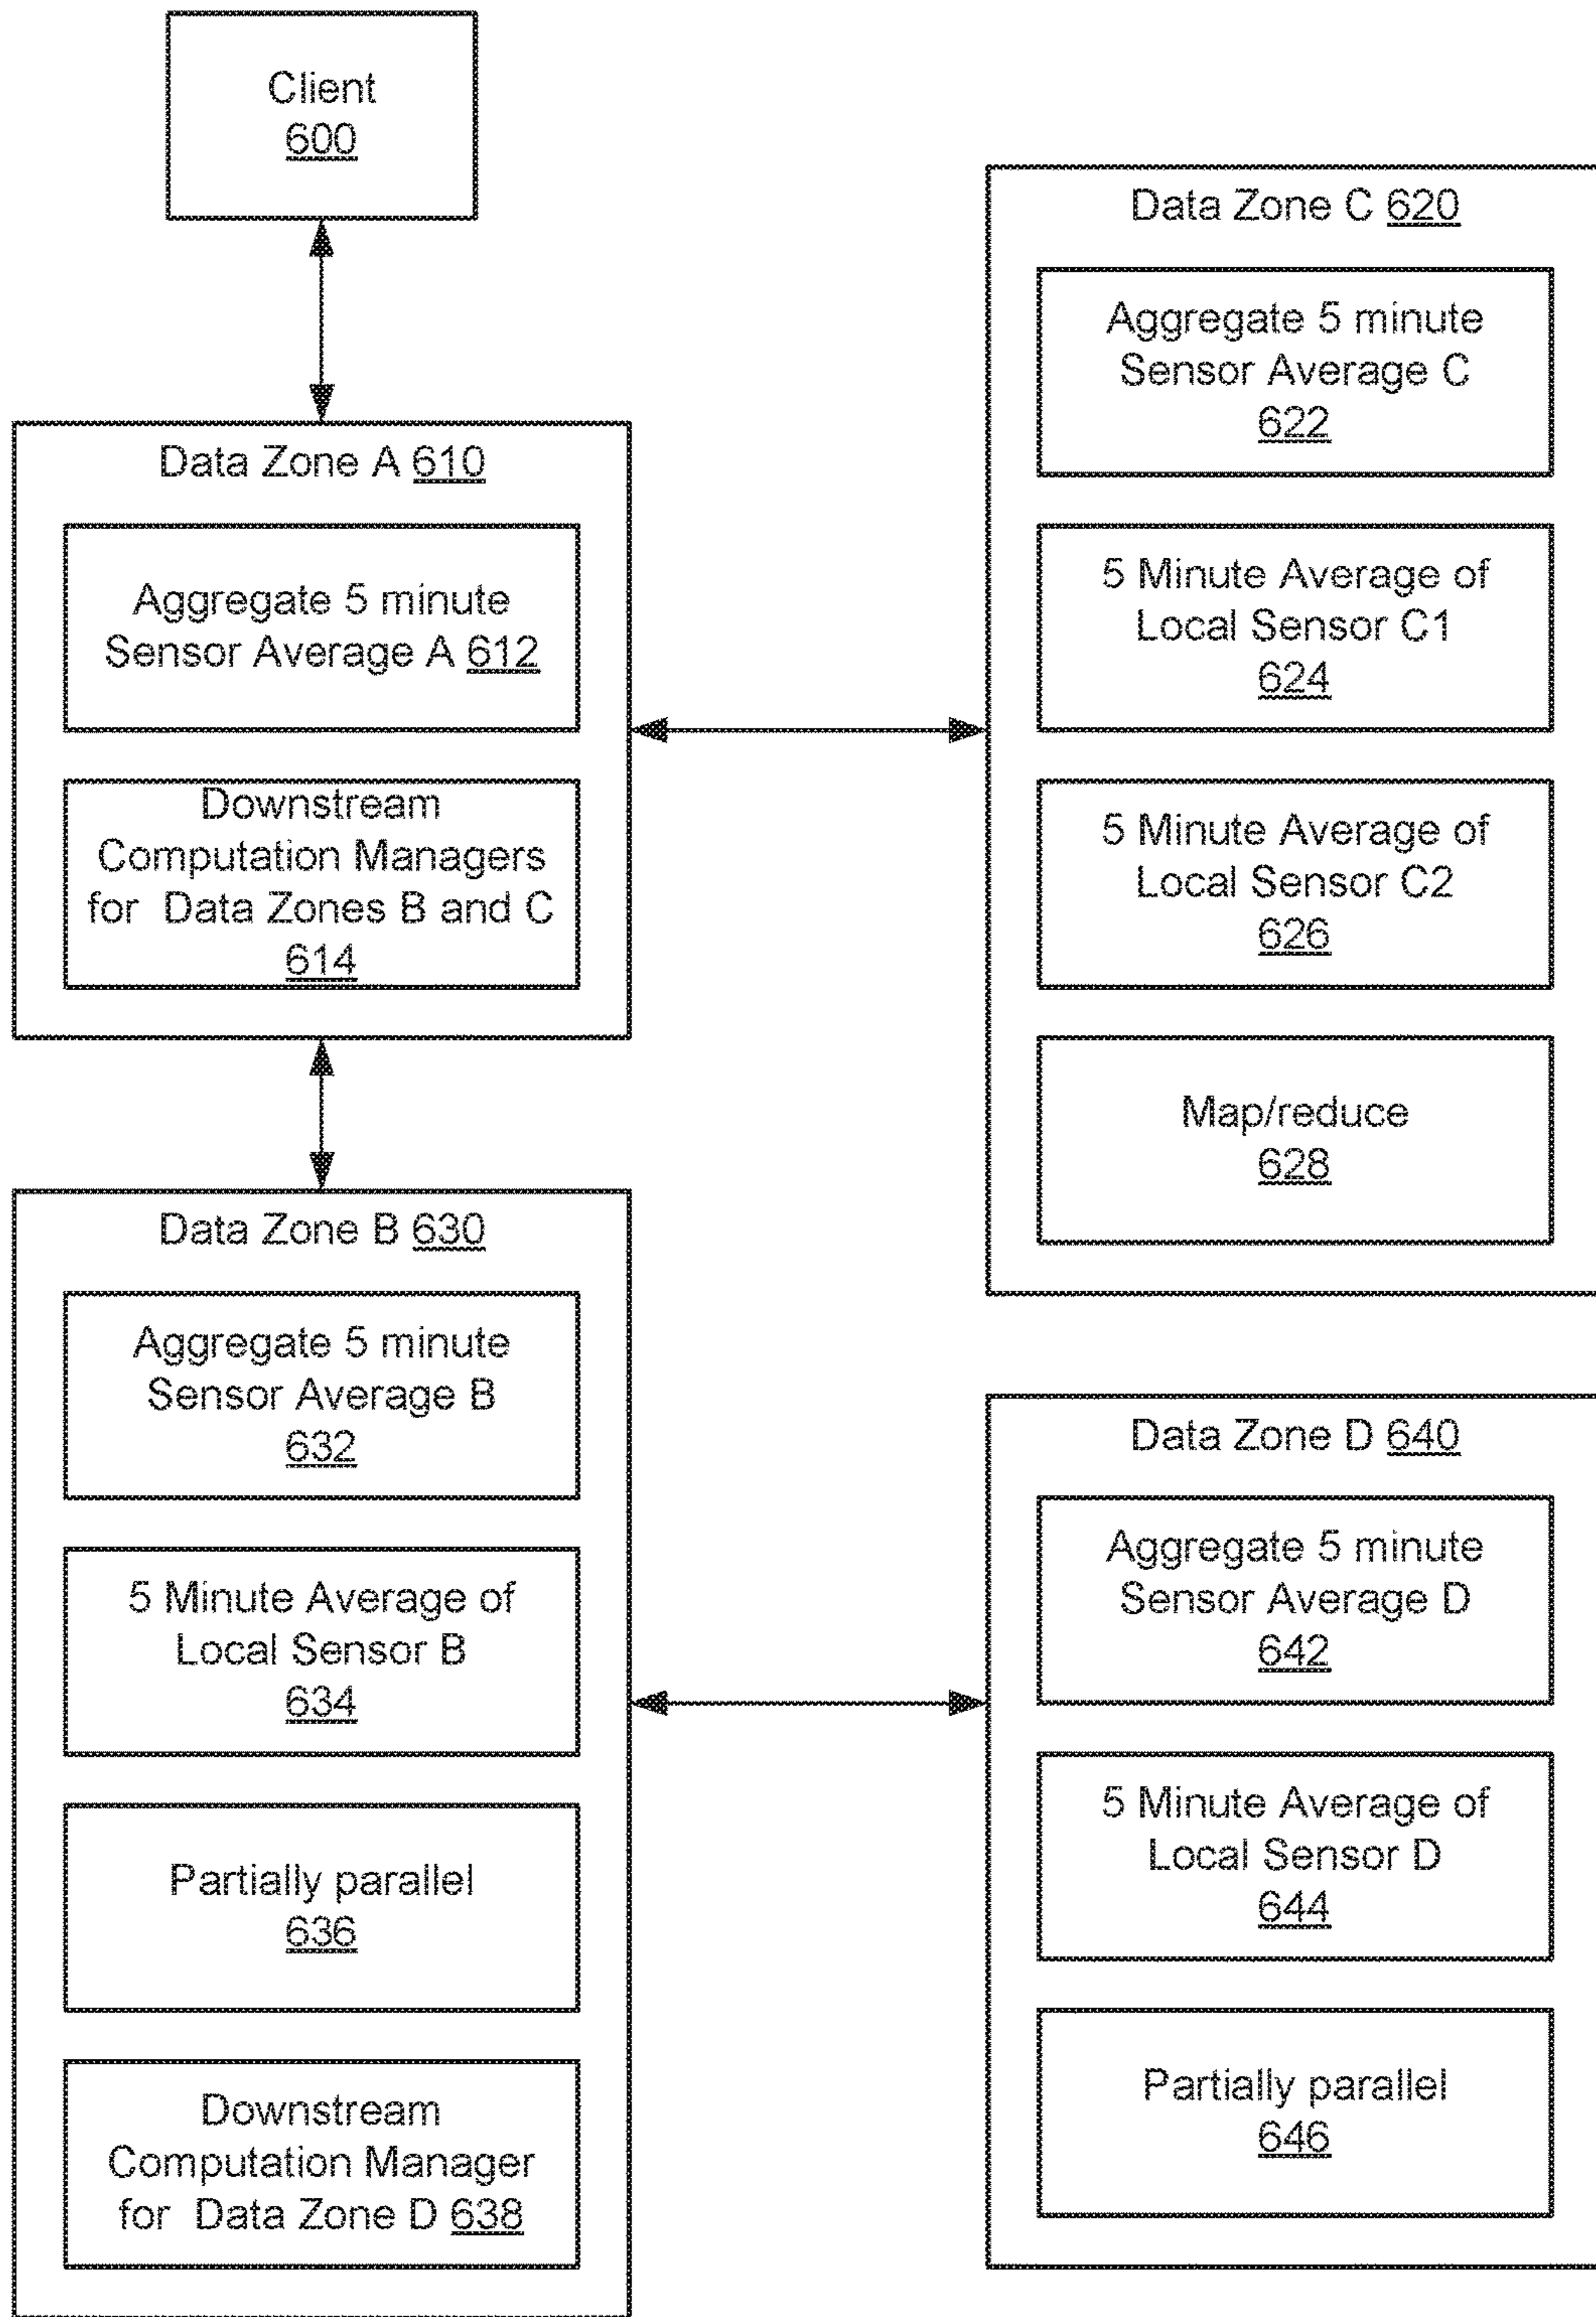 Client
600
Data Zone A 610
Aggregate 5 minute
Sensor Average A 612
Downstream
Computation Managers
for Data Zones B and C
614
Data Zone B 630
Aggregate 5 minute
Sensor Average B
632
5 Minute Average of
Local Sensor B
634
Partially parallel
636
Downstream
Computation Manager
for Data Zone D 638
Data Zone C 620
Aggregate 5 minute
Sensor Average C
622
5 Minute Average of
Local Sensor C1
624
5 Minute Average of
Local Sensor C2
626
Map/reduce
628
Data Zone D 640
Aggregate 5 minute
Sensor Average D
642
5 Minute Average of
Local Sensor D
644
Partially parallel
646